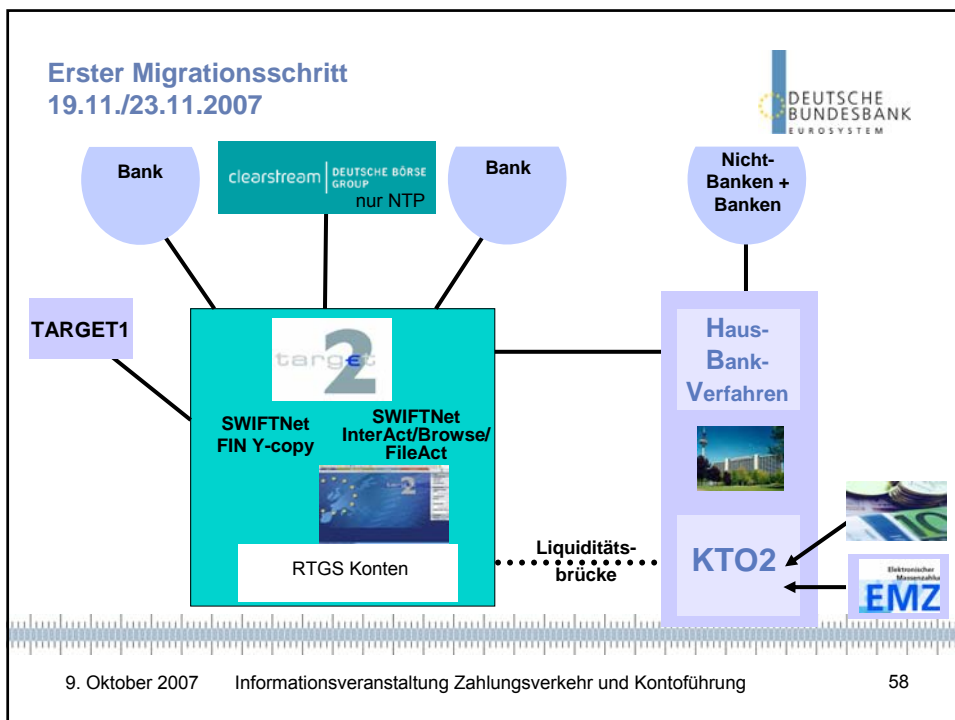 Erster Migrationsschritt
19.11./23.11.2007
DEUTSCHE
BUNDESBANK
EUROSYSTEM
Bank
clearstream
DEUTSCHE BÖRSE
GROUP
nur NTP
Bank
Nicht-
Banken +
Banken
TARGET1
target
2
SWIFTNet
FIN Y-copy
SWIFTNet
InterAct/Browse/
FileAct
2
RTGS Konten
Liquiditäts-
brücke
Haus-
Bank-
Verfahren
KTO2
10
Elektronischer
EMZ
9. Oktober 2007
Informationsveranstaltung Zahlungsverkehr und Kontoführung
58